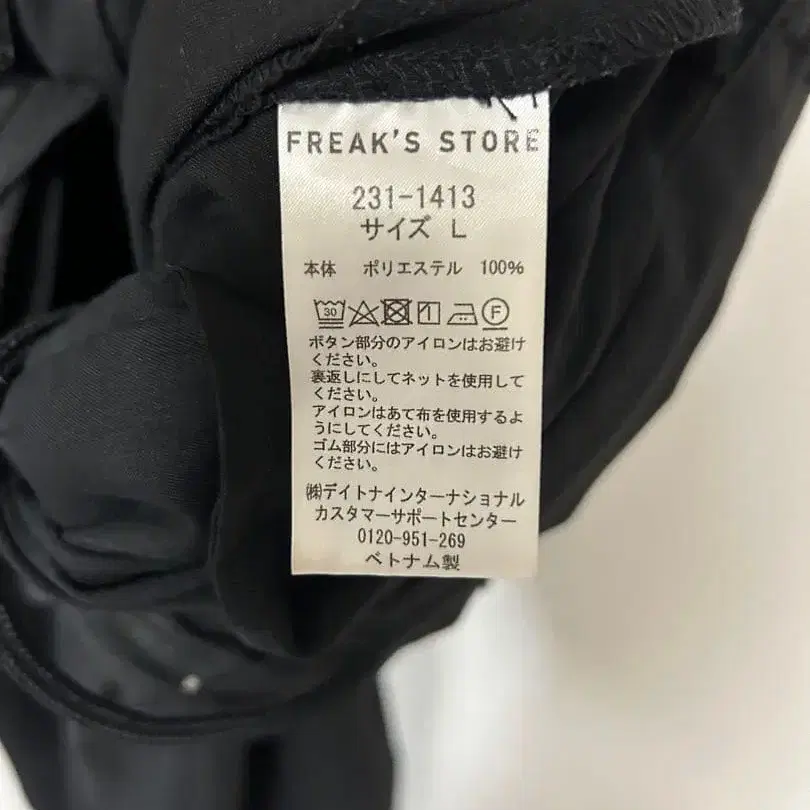 FREAK'S STORE
231-1413
サイズ L
本体 ポリエステル 100%
30 F
ボタン部分のアイロンはお避け
ください。
裏返しにしてネットを使用して
ください。
アイロンはあて布を使用するよ
うにしてください。
ゴム部分にはアイロンはお避け
ください。
㈱デイトナインターナショナル
カスタマーサポートセンター
0120-951-269
ベトナム製